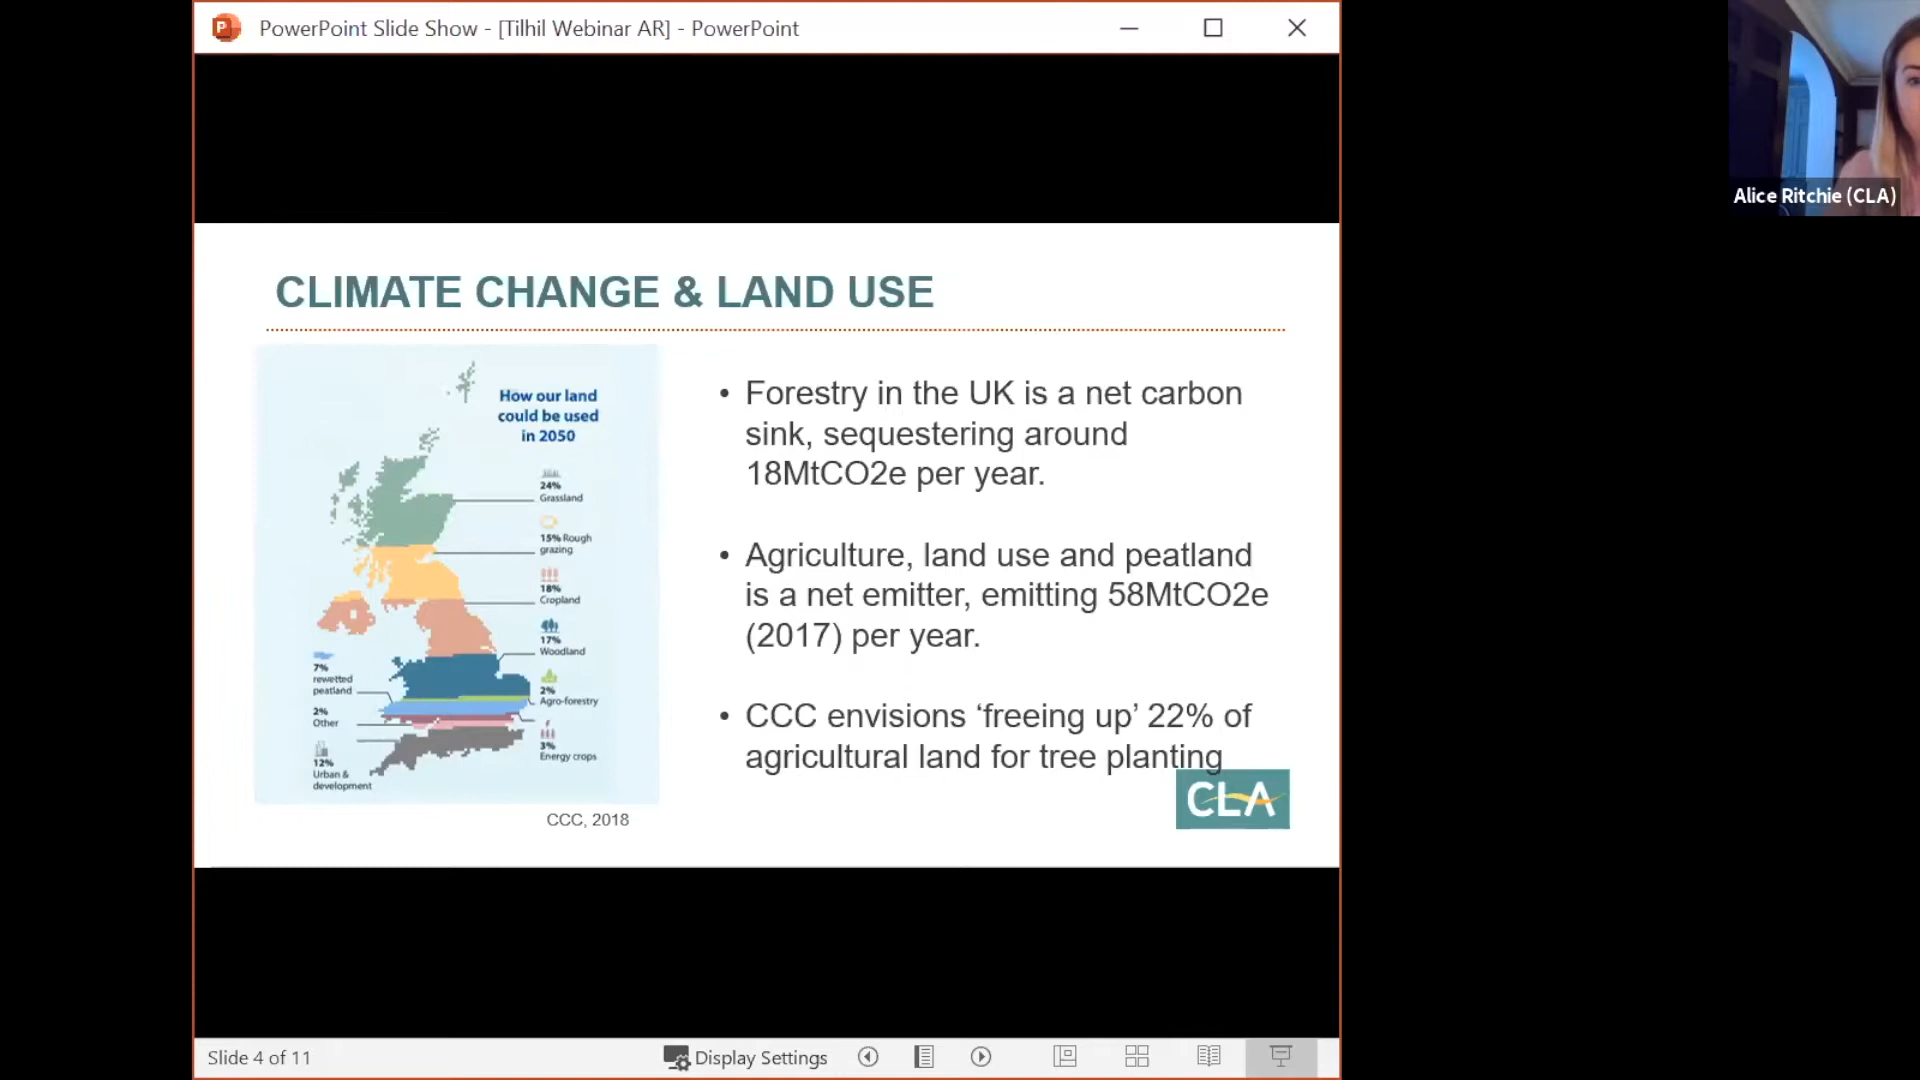 PowerPoint Slide Show - [Tilhil Webinar AR] - PowerPoint
Alice Ritchie (CLA)
CLIMATE CHANGE & LAND USE
How our land
could be used
in 2050
24%
Grassland
15% Rough
grazing
18%
Cropland
17%
Woodland
2%
Agro-forestry
3%
Energy crops
7%
rewetted
peatland
2%
Other
12%
Urban &
development
CCC, 2018
• Forestry in the UK is a net carbon
sink, sequestering around
18MtCO2e per year.
• Agriculture, land use and peatland
is a net emitter, emitting 58MtCO2e
(2017) per year.
• CCC envisions ‘freeing up’ 22% of
agricultural land for tree planting
CLA
Slide 4 of 11
Display Settings